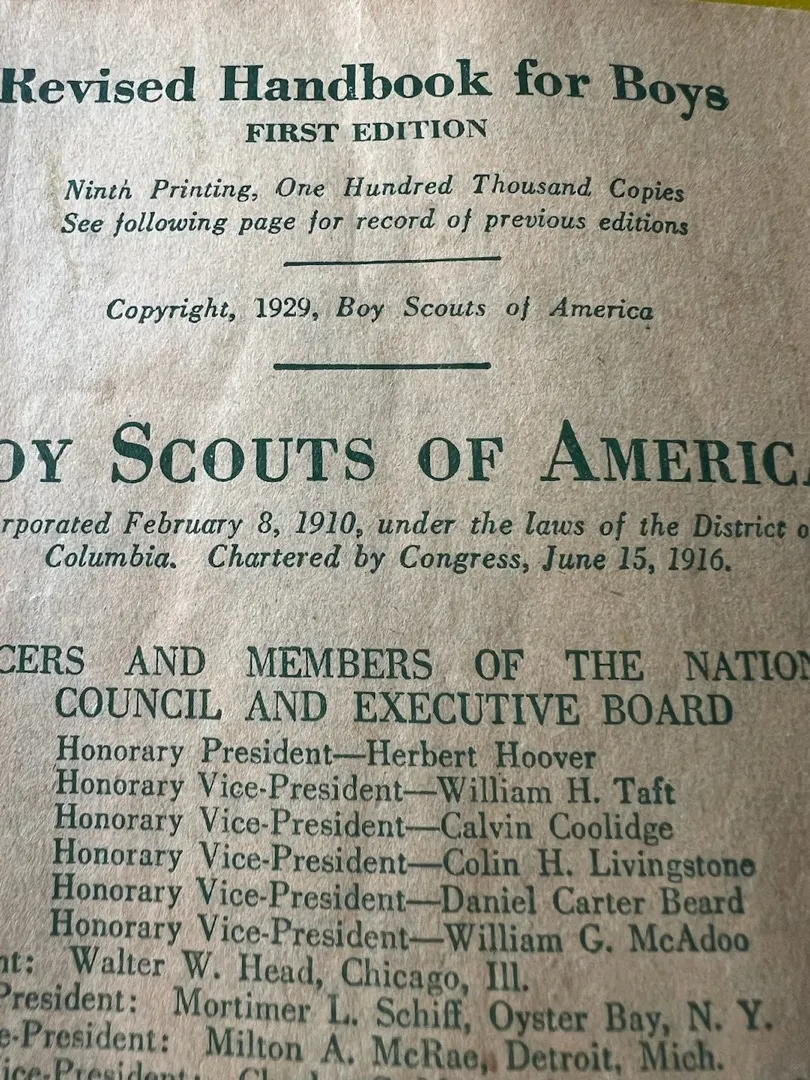 Revised Handbook for Boys
FIRST EDITION
Ninth Printing, One Hundred Thousand Copies
See following page for record of previous editions
Copyright, 1929, Boy Scouts of America
OY SCOUTS OF AMERIC
rporated February 8, 1910, under the laws of the District o
Columbia. Chartered by Congress, June 15, 1916.
CERS AND MEMBERS OF THE NATION
COUNCIL AND EXECUTIVE BOARD
Honorary President—Herbert Hoover
Honorary Vice-President—William H. Taft
Honorary Vice-President—Calvin Coolidge
Honorary Vice-President—Colin H. Livingstone
Honorary Vice-President—Daniel Carter Beard
Honorary Vice-President—William G. McAdoo
nt: Walter W. Head, Chicago, Ill.
President: Mortimer L. Schiff, Oyster Bay, N. Y.
e-President: Milton A. McRae, Detroit, Mich.
ice-President: